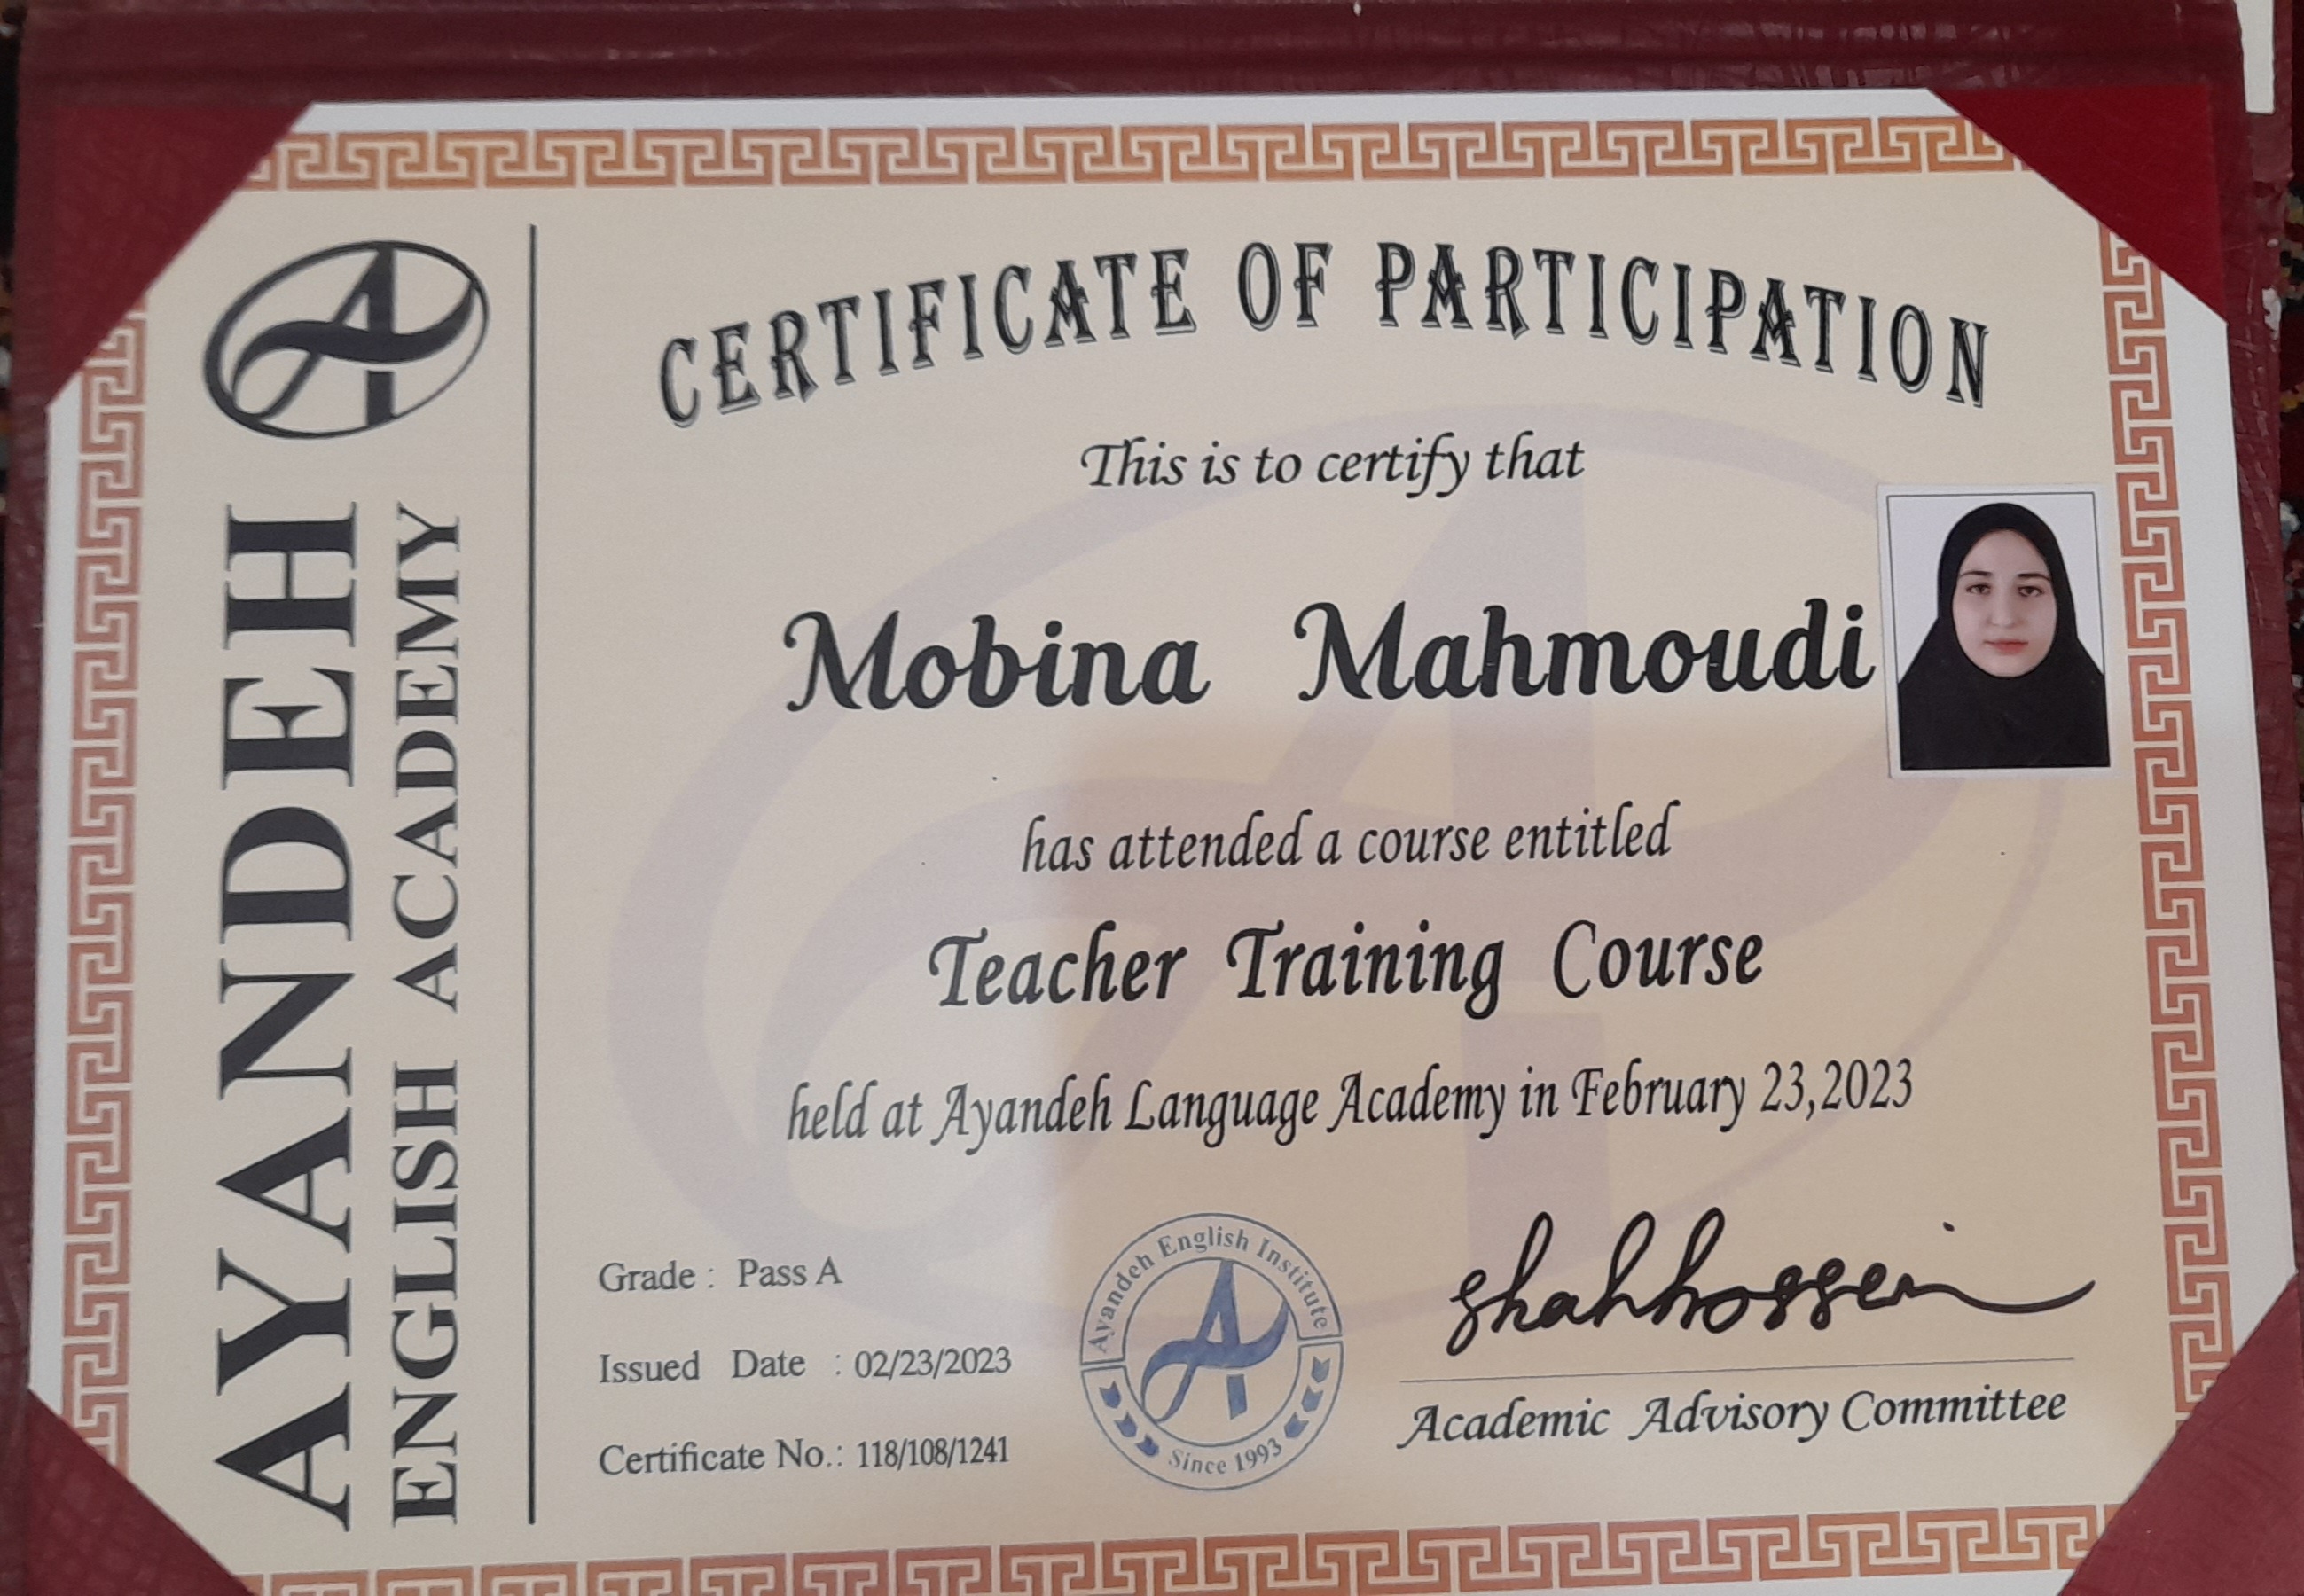 AYANDEH
ENGLISH ACADEMY
CERTIFICATE OF PARTICIPATION
This is to certify that
Mobina Mahmoudi
has attended a course entitled
Teacher Training Course
held at Ayandeh Language Academy in February 23,2023
Grade : Pass A
Issued Date : 02/23/2023
Certificate No.: 118/108/1241
Ayandeh English Institute
Since 1993
Shahhossein
Academic Advisory Committee